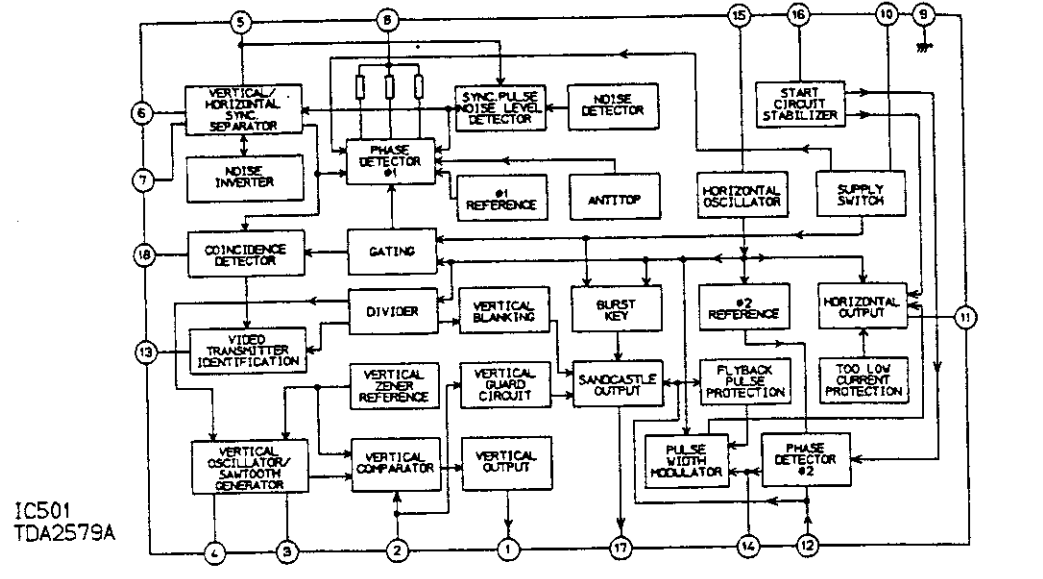 5
8
15
16
10
9
VERTICAL/
HORIZONTAL
SYNC.
SEPARATOR
SYNC.PULSE
NOISE LEVEL
DETECTOR
NOISE
DETECTOR
START
CIRCUIT
STABILIZER
6
7
NOISE
INVERTER
PHASE
DETECTOR
Φ1
Φ1
REFERENCE
ANTITOP
HORIZONTAL
OSCILLATOR
SUPPLY
SWITCH
18
COINCIDENCE
DETECTOR
GATING
DIVIDER
VERTICAL
BLANKING
BURST
KEY
Φ2
REFERENCE
HORIZONTAL
OUTPUT
11
13
VIDEO
TRANSMITTER
IDENTIFICATION
VERTICAL
ZENER
REFERENCE
VERTICAL
GUARD
CIRCUIT
SANDCASTLE
OUTPUT
FLYBACK
PULSE
PROTECTION
TOO LOW
CURRENT
PROTECTION
VERTICAL
OSCILLATOR/
SAWTOOTH
GENERATOR
VERTICAL
COMPARATOR
VERTICAL
OUTPUT
PULSE
WIDTH
MODULATOR
PHASE
DETECTOR
Φ2
IC501
TDA2579A
4
3
2
1
17
14
12